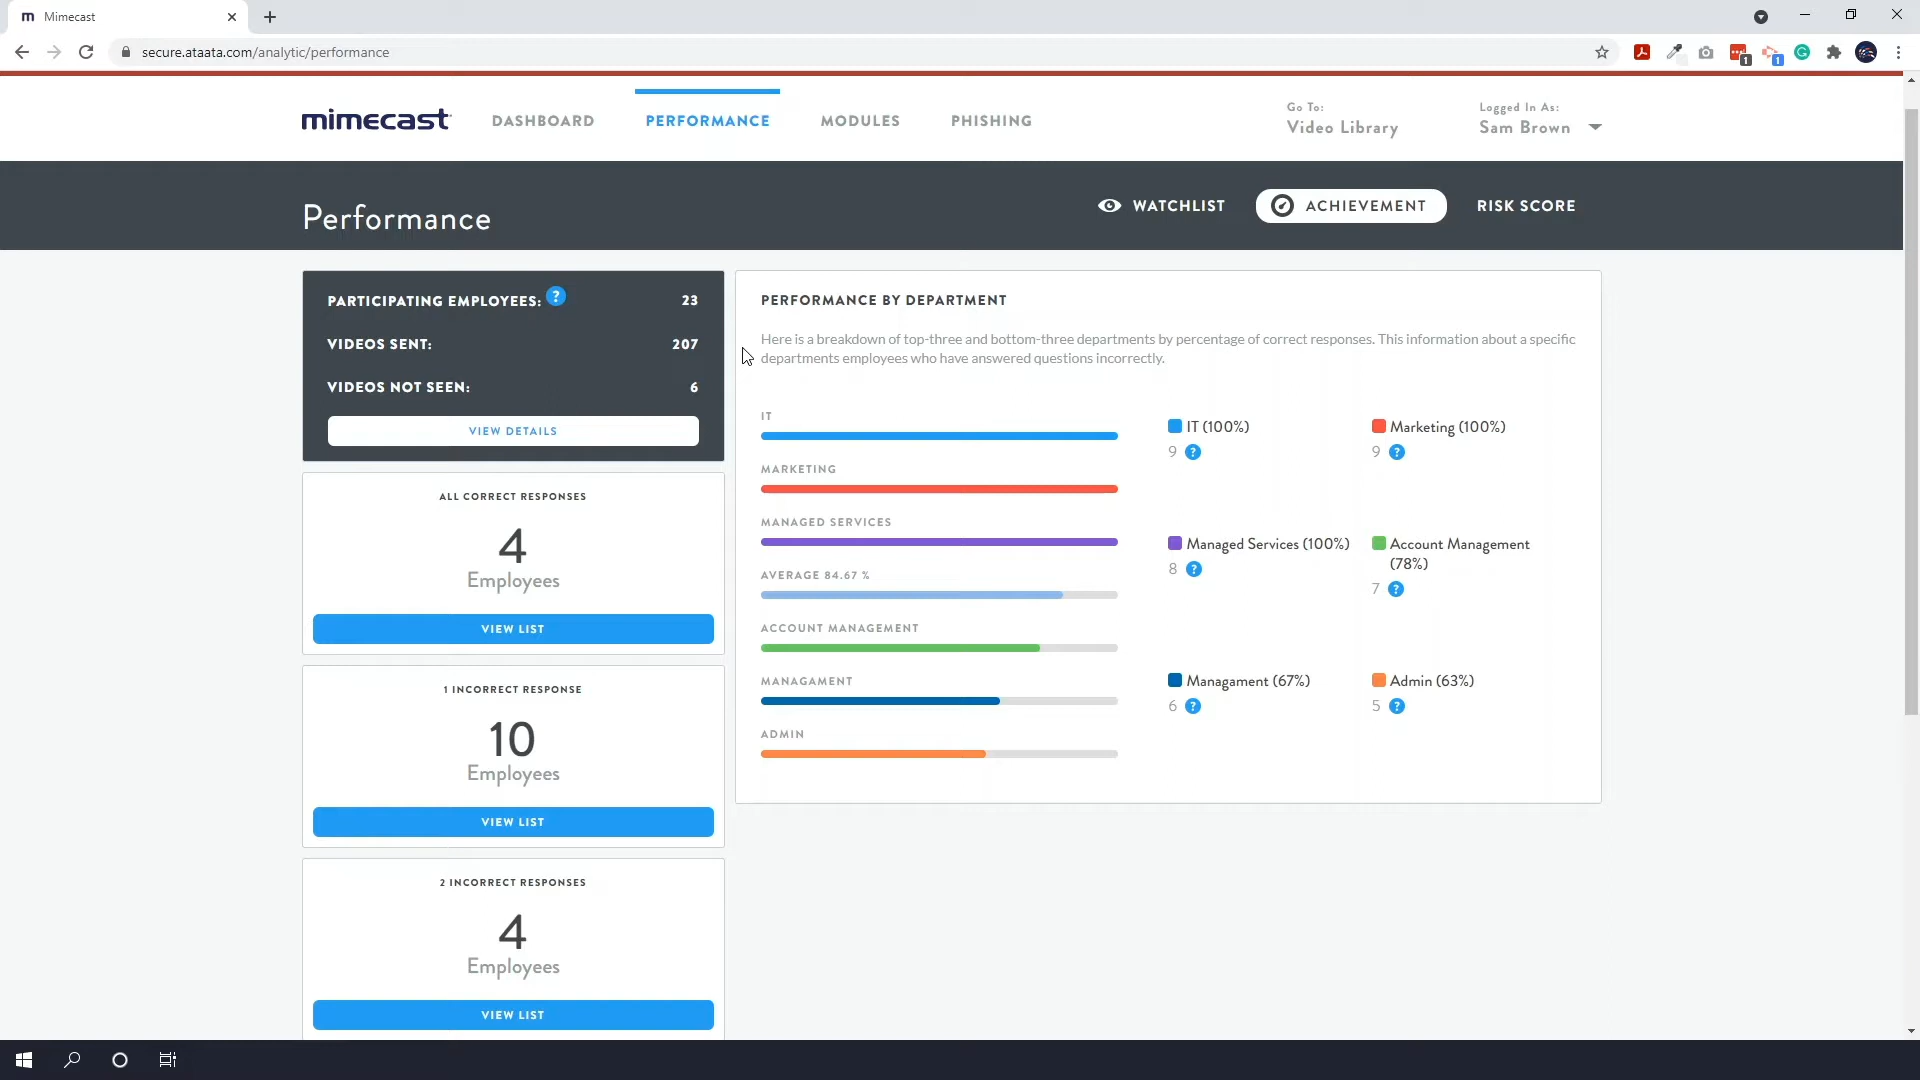 Mimecast
secure.ataata.com/analytic/performance
1
1
mimecast
DASHBOARD
PERFORMANCE
MODULES
PHISHING
Go To:
Video Library
Logged In As:
Sam Brown
Performance
WATCHLIST
ACHIEVEMENT
RISK SCORE
PARTICIPATING EMPLOYEES: ?
23
VIDEOS SENT:
207
VIDEOS NOT SEEN:
6
VIEW DETAILS
ALL CORRECT RESPONSES
4
Employees
VIEW LIST
1 INCORRECT RESPONSE
10
Employees
VIEW LIST
2 INCORRECT RESPONSES
4
Employees
VIEW LIST
PERFORMANCE BY DEPARTMENT
Here is a breakdown of top-three and bottom-three departments by percentage of correct responses. This information about a specific
departments employees who have answered questions incorrectly.
IT
MARKETING
MANAGED SERVICES
AVERAGE 84.67 %
ACCOUNT MANAGEMENT
MANAGAMENT
ADMIN
IT (100%)
9 ?
Marketing (100%)
9 ?
Managed Services (100%)
8 ?
Account Management
(78%)
7 ?
Managament (67%)
6 ?
Admin (63%)
5 ?